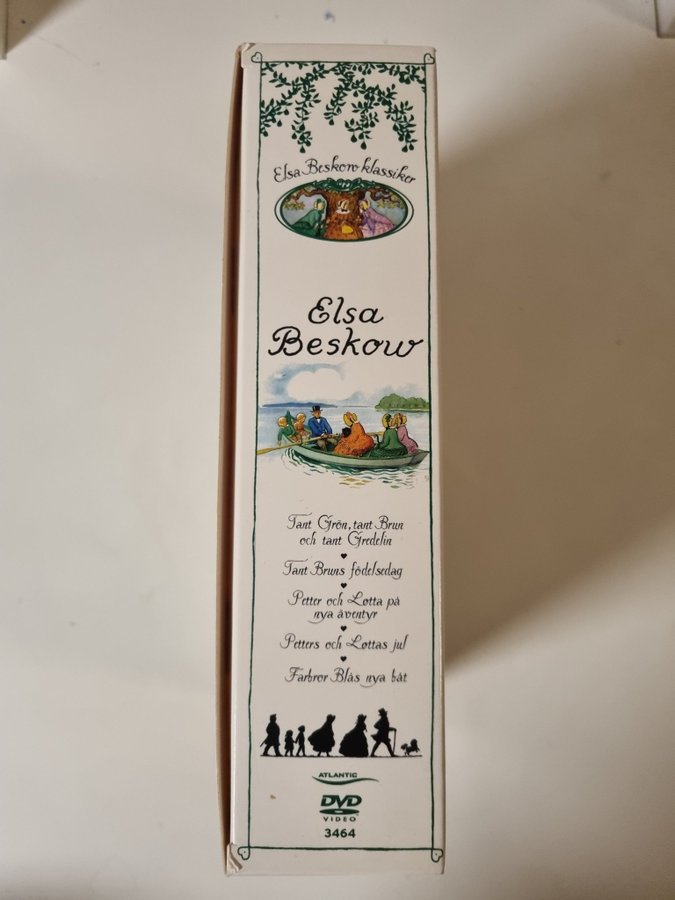 Elsa Beskow klassiker
Elsa
Beskow
Tant Grön, tant Brun
och tant Gredelin
Tant Bruns födelsedag
Petter och Lotta på
nya äventyr
Petters och Lottas jul
Farbror Blås nya båt
ATLANTIC
DVD
VIDEO
3464